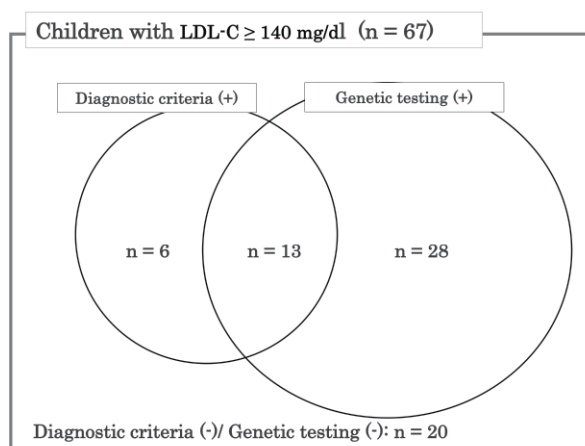 Children with LDL-C ≥ 140 mg/dl (n = 67)
Diagnostic criteria (+)
Genetic testing (+)
n = 6
n = 13
n = 28
Diagnostic criteria (-)/ Genetic testing (-): n = 20